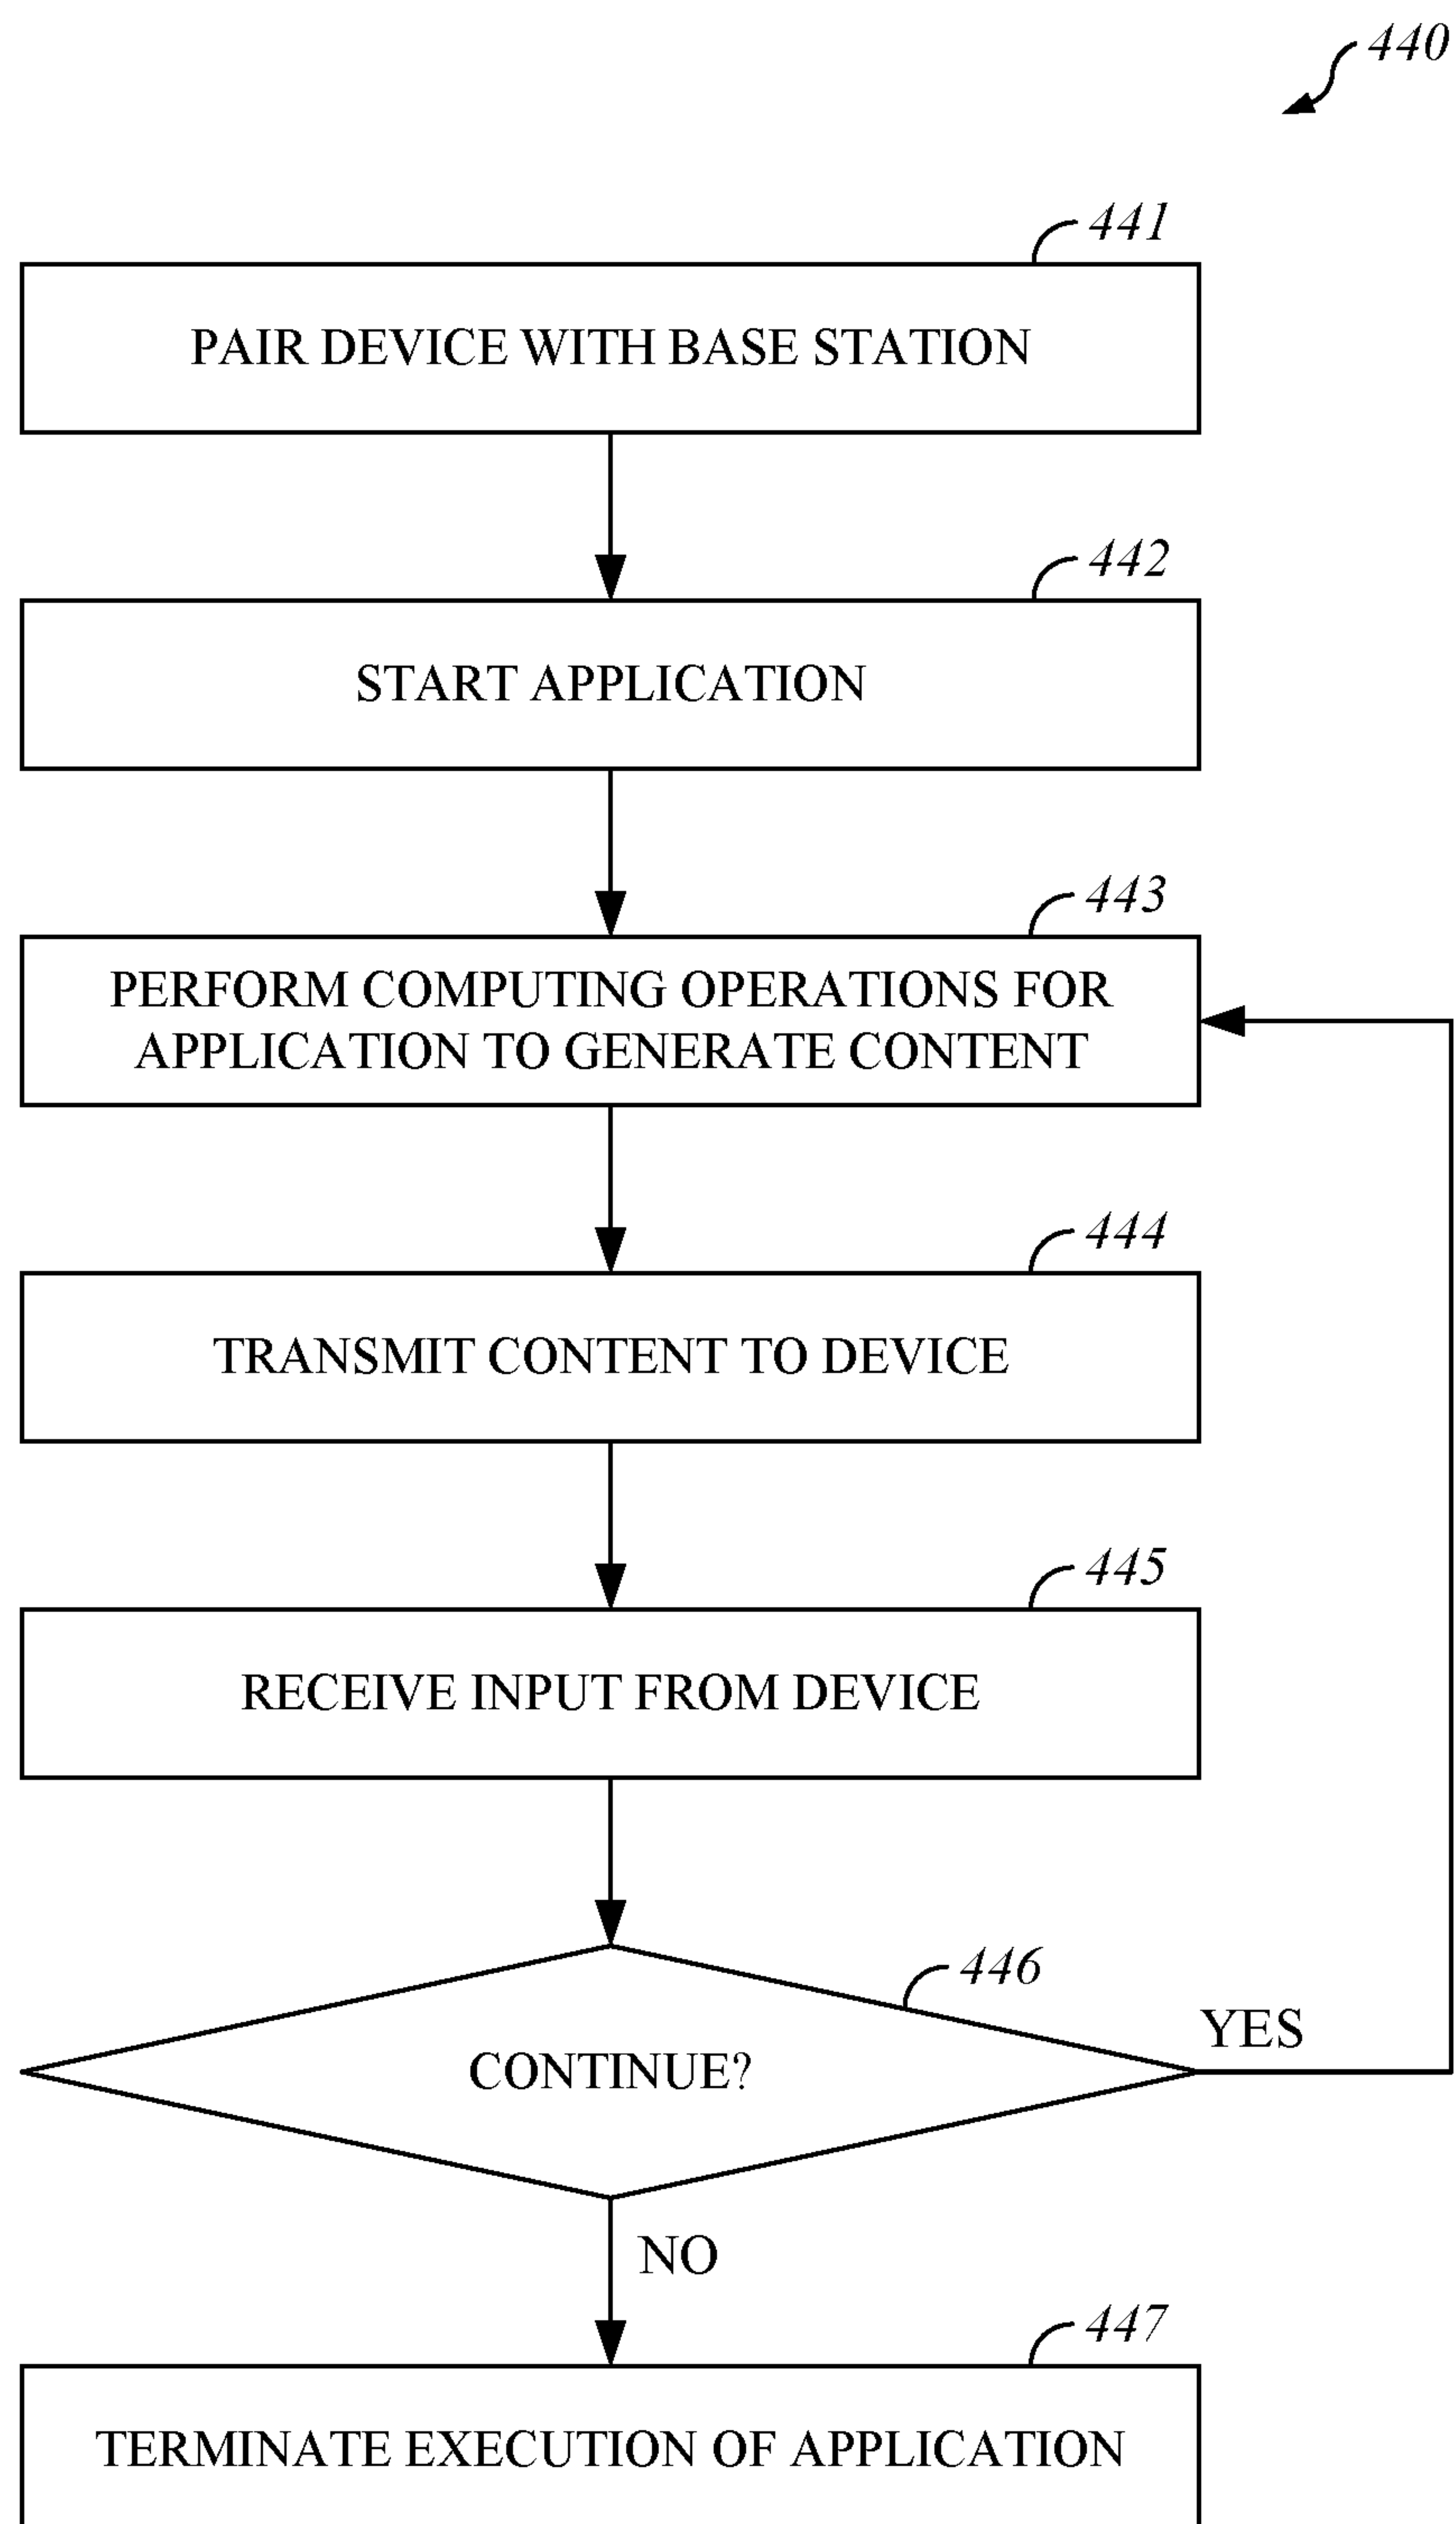 440
441
PAIR DEVICE WITH BASE STATION
442
START APPLICATION
443
PERFORM COMPUTING OPERATIONS FOR
APPLICATION TO GENERATE CONTENT
444
TRANSMIT CONTENT TO DEVICE
445
RECEIVE INPUT FROM DEVICE
446
YES
CONTINUE?
NO
447
TERMINATE EXECUTION OF APPLICATION